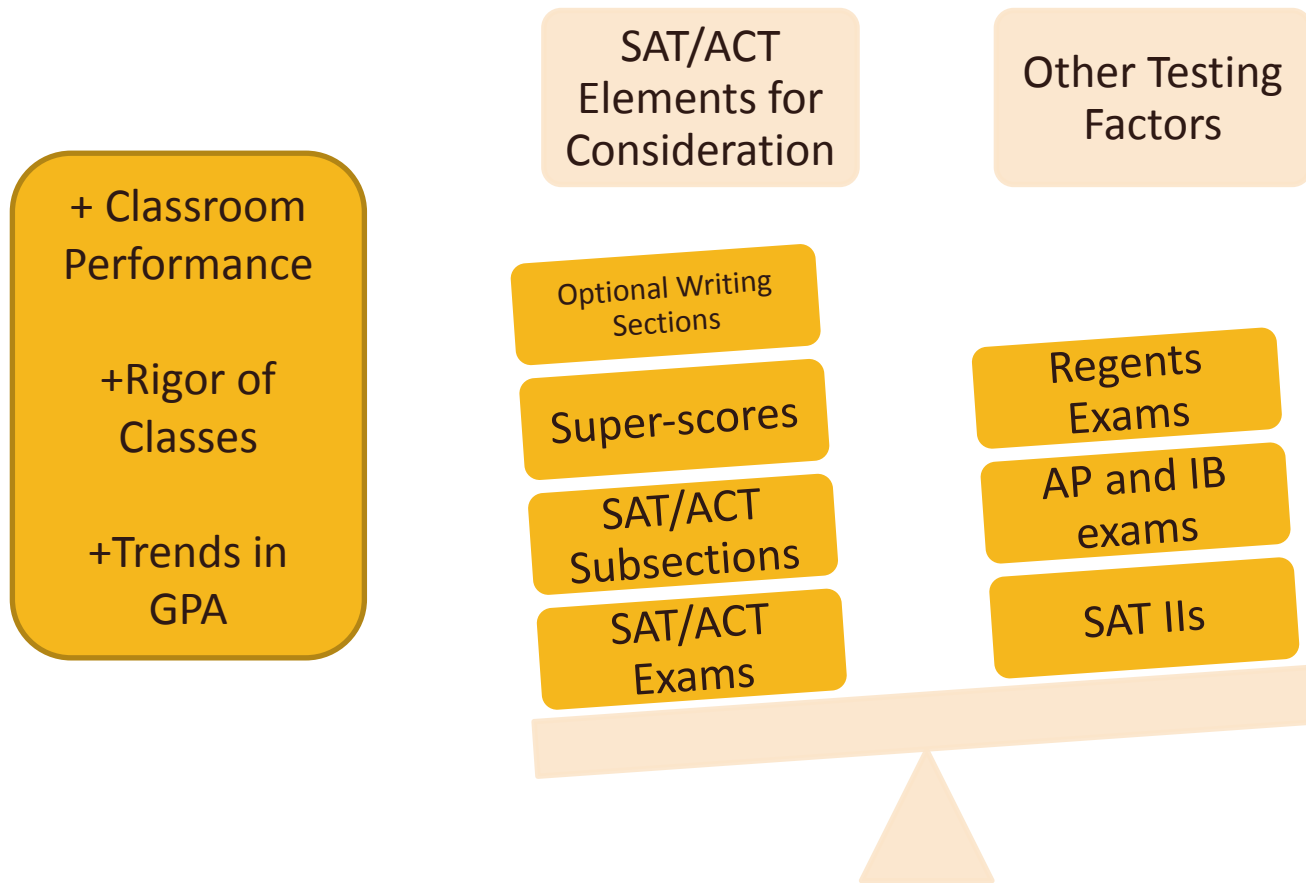 + Classroom
Performance
+Rigor of
Classes
+Trends in
GPA
SAT/ACT
Elements for
Consideration
Optional Writing
Sections
Super-scores
SAT/ACT
Subsections
SAT/ACT
Exams
Other Testing
Factors
Regents
Exams
AP and IB
exams
SAT IIs